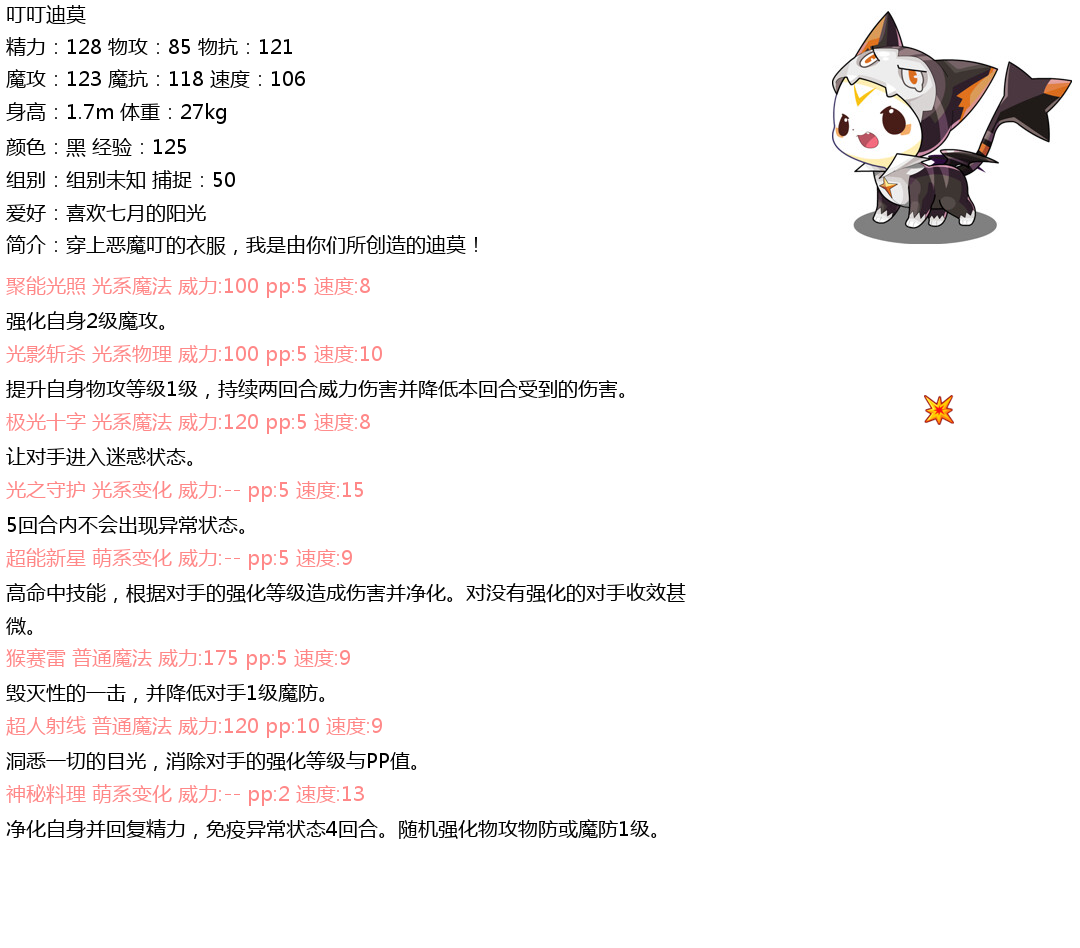 叮叮迪莫
精力：128 物攻：85 物抗：121
魔攻：123 魔抗：118 速度：106
身高：1.7m 体重：27kg
颜色：黑 经验：125
组别：组别未知 捕捉：50
爱好：喜欢七月的阳光
简介：穿上恶魔叮的衣服，我是由你们所创造的迪莫！
聚能光照 光系魔法 威力:100 pp:5 速度:8
强化自身2级魔攻。
光影斩杀 光系物理 威力:100 pp:5 速度:10
提升自身物攻等级1级，持续两回合威力伤害并降低本回合受到的伤害。
极光十字 光系魔法 威力:120 pp:5 速度:8
让对手进入迷惑状态。
光之守护 光系变化 威力:-- pp:5 速度:15
5回合内不会出现异常状态。
超能新星 萌系变化 威力:-- pp:5 速度:9
高命中技能，根据对手的强化等级造成伤害并净化。对没有强化的对手收效甚
微。
猴赛雷 普通魔法 威力:175 pp:5 速度:9
毁灭性的一击，并降低对手1级魔防。
超人射线 普通魔法 威力:120 pp:10 速度:9
洞悉一切的目光，消除对手的强化等级与PP值。
神秘料理 萌系变化 威力:-- pp:2 速度:13
净化自身并回复精力，免疫异常状态4回合。随机强化物攻物防或魔防1级。